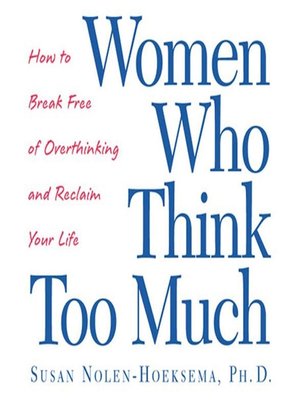 How to
Break Free
of Overthinking
and Reclaim
Your Life
Women
Who
Think
Too Much
SUSAN NOLEN-HOEKSEMA, PH.D.